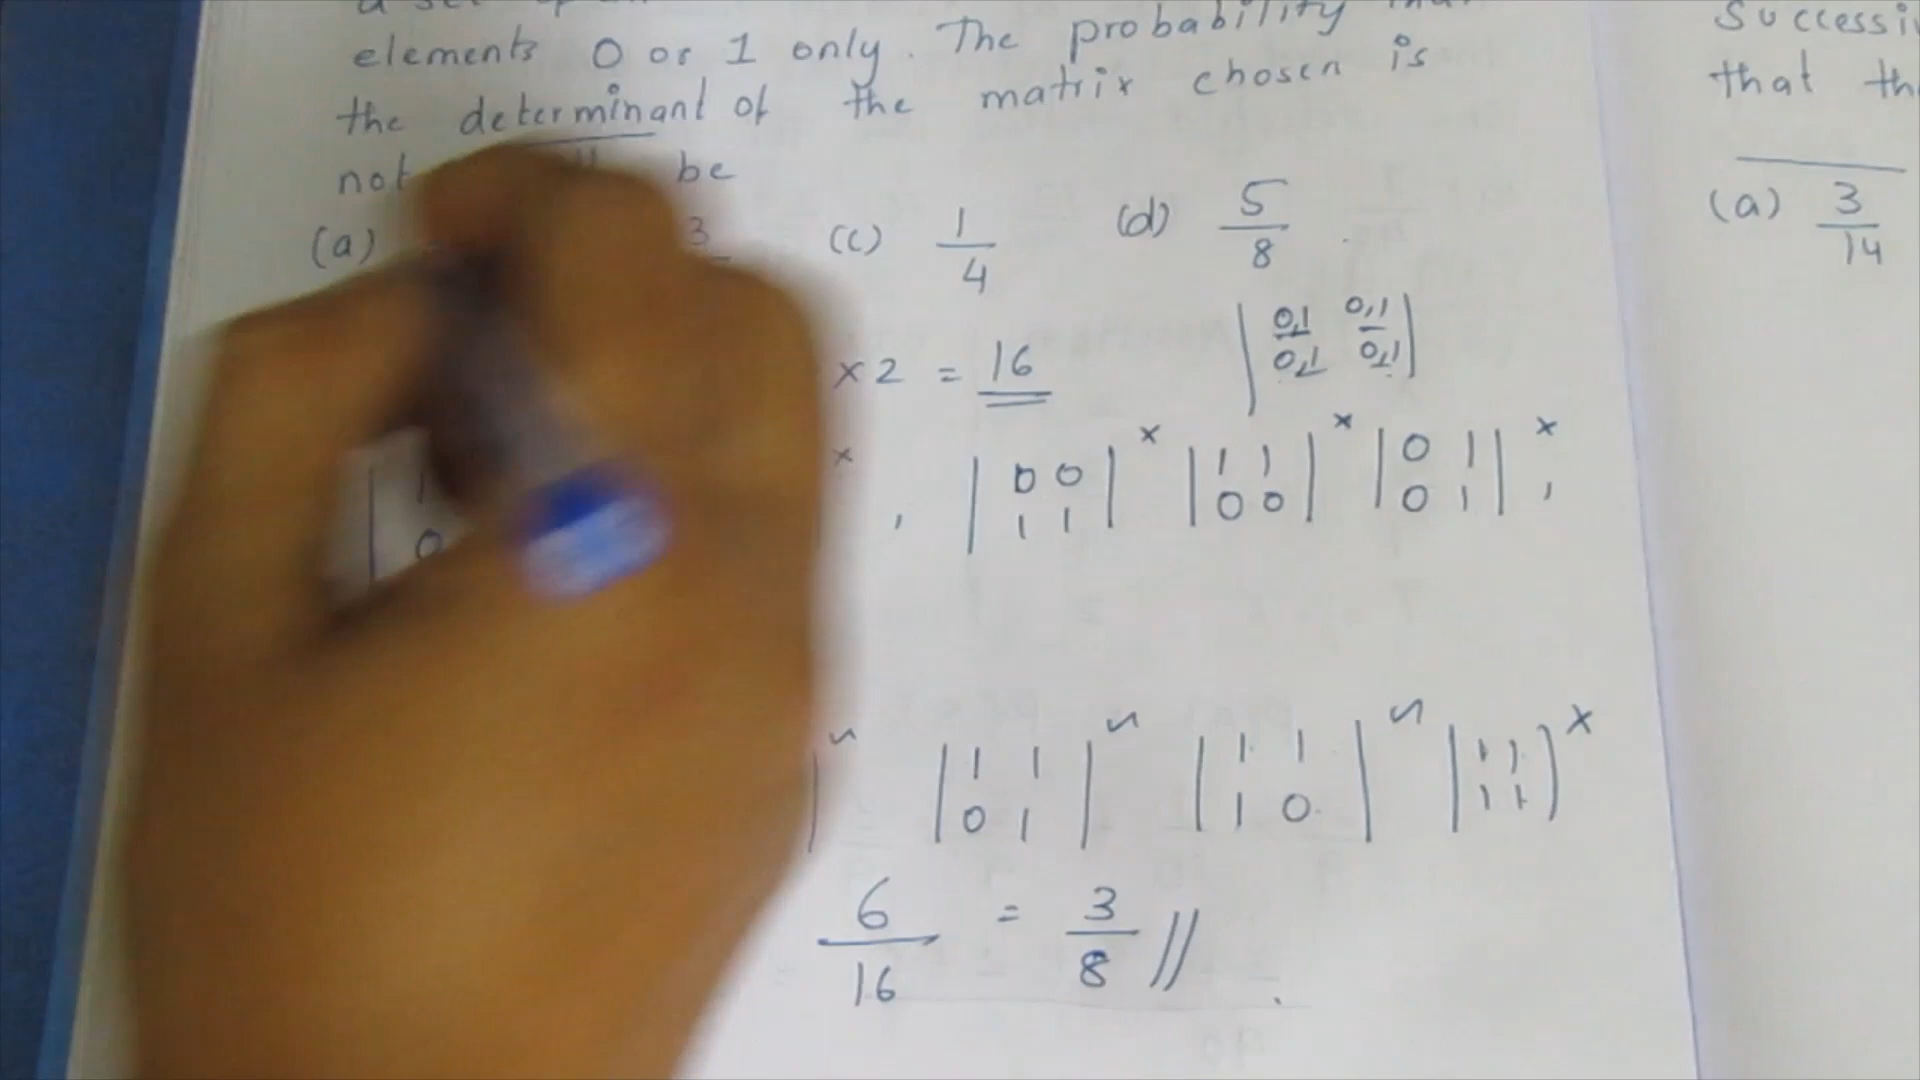 elements 0 or 1 only. The probability
the determinant of the matrix chosen is
not be
(a) 3 (c) 1/4 (d) 5/8
x 2 = 16 | 0,1 0,1 |
| 0,1 0,1 |
x , | 0 0 | x | 1 1 | x | 0 1 | x ,
| 1 1 | | 0 0 | | 0 1 |
| 1 1 | | 1 1 | | 1 1 | x
| 0 1 | | 1 0 | | 1 1 |
6/16 = 3/8 //
Successi
that th
(a) 3/14